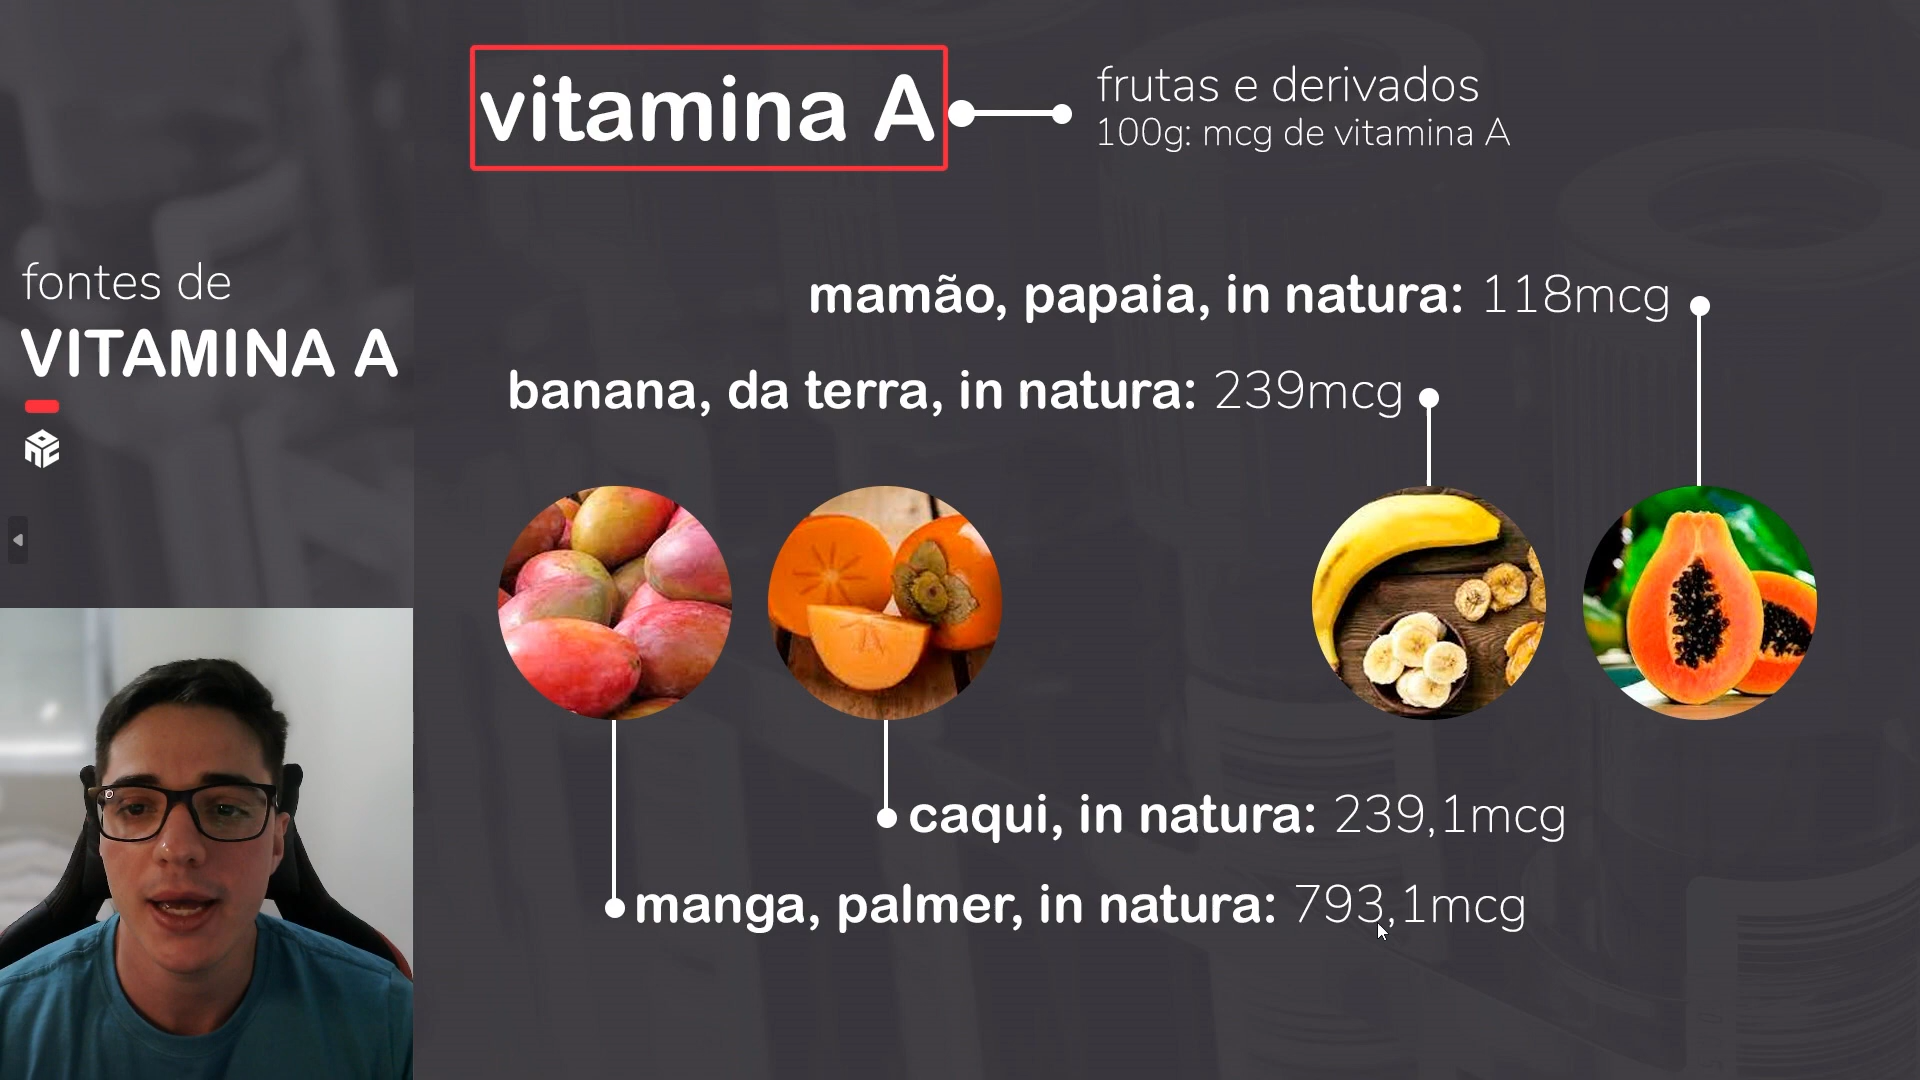 vitamina A
frutas e derivados
100g: mcg de vitamina A
fontes de
VITAMINA A
mamão, papaia, in natura: 118mcg
banana, da terra, in natura: 239mcg
caqui, in natura: 239,1mcg
manga, palmer, in natura: 793,1mcg